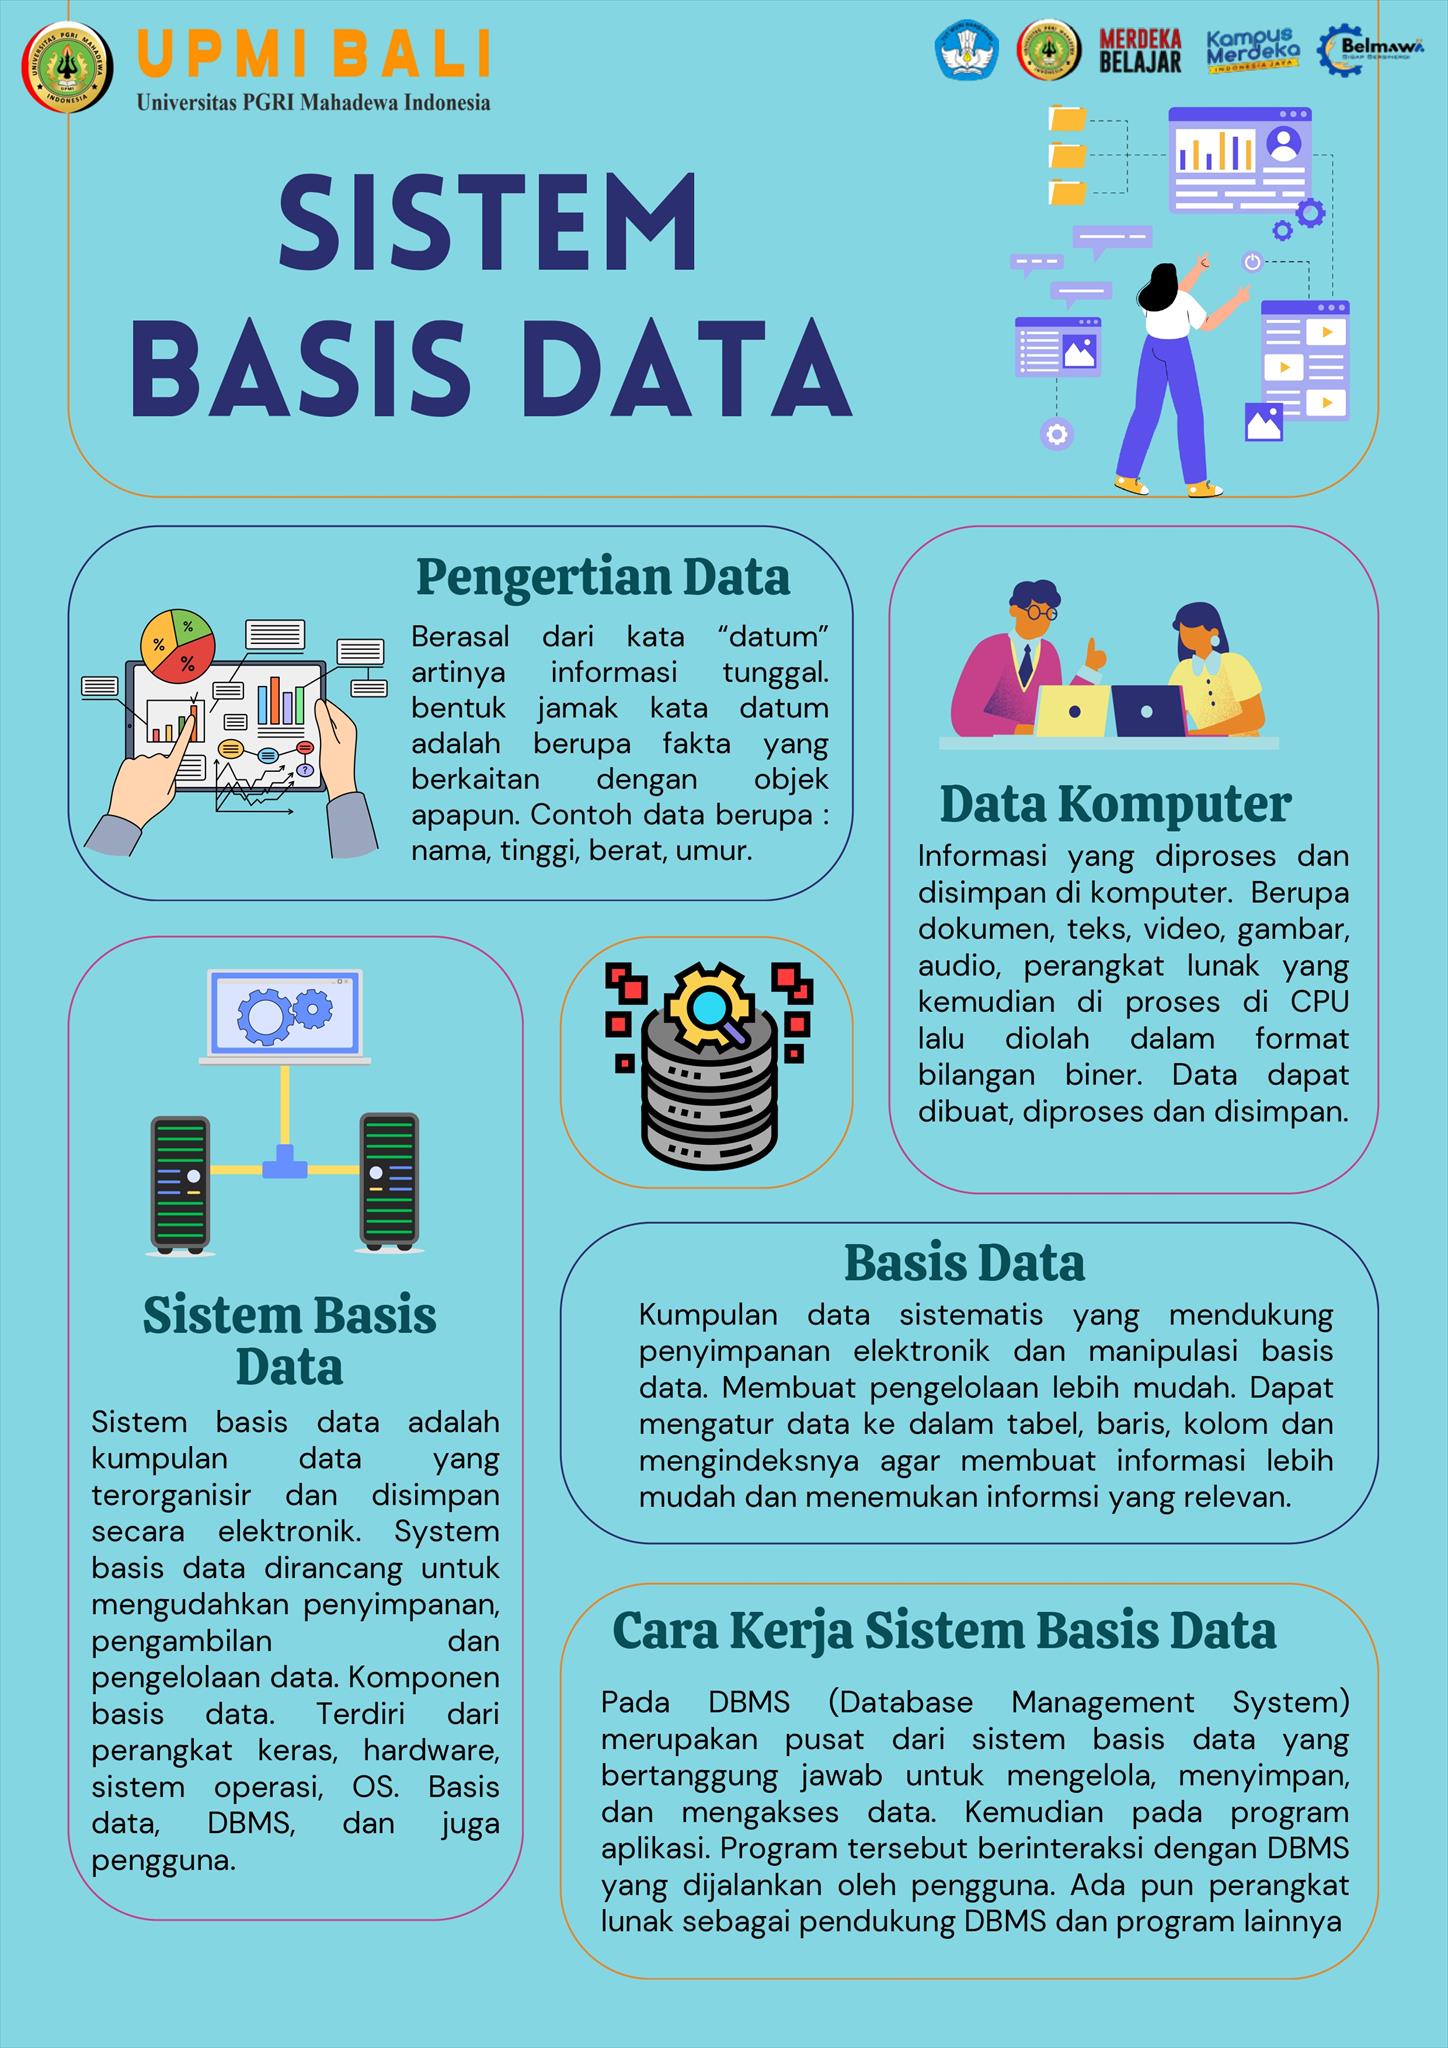 UPMI BALI
Universitas PGRI Mahadewa Indonesia
UNIVERSITAS PGRI MAHADEWA
UPMI
INDONESIA
MERDEKA
BELAJAR
Kampus
Merdeka
INDONESIA JAYA
Belmawa
SIGAP BERSINERGI
SISTEM
BASIS DATA
Pengertian Data
Berasal dari kata “datum”
artinya informasi tunggal.
bentuk jamak kata datum
adalah berupa fakta yang
berkaitan dengan objek
apapun. Contoh data berupa :
nama, tinggi, berat, umur.
%
%
%
?
Data Komputer
Informasi yang diproses dan
disimpan di komputer. Berupa
dokumen, teks, video, gambar,
audio, perangkat lunak yang
kemudian di proses di CPU
lalu diolah dalam format
bilangan biner. Data dapat
dibuat, diproses dan disimpan.
Sistem Basis
Data
Sistem basis data adalah
kumpulan data yang
terorganisir dan disimpan
secara elektronik. System
basis data dirancang untuk
mengudahkan penyimpanan,
pengambilan dan
pengelolaan data. Komponen
basis data. Terdiri dari
perangkat keras, hardware,
sistem operasi, OS. Basis
data, DBMS, dan juga
pengguna.
Basis Data
Kumpulan data sistematis yang mendukung
penyimpanan elektronik dan manipulasi basis
data. Membuat pengelolaan lebih mudah. Dapat
mengatur data ke dalam tabel, baris, kolom dan
mengindeksnya agar membuat informasi lebih
mudah dan menemukan informsi yang relevan.
Cara Kerja Sistem Basis Data
Pada DBMS (Database Management System)
merupakan pusat dari sistem basis data yang
bertanggung jawab untuk mengelola, menyimpan,
dan mengakses data. Kemudian pada program
aplikasi. Program tersebut berinteraksi dengan DBMS
yang dijalankan oleh pengguna. Ada pun perangkat
lunak sebagai pendukung DBMS dan program lainnya